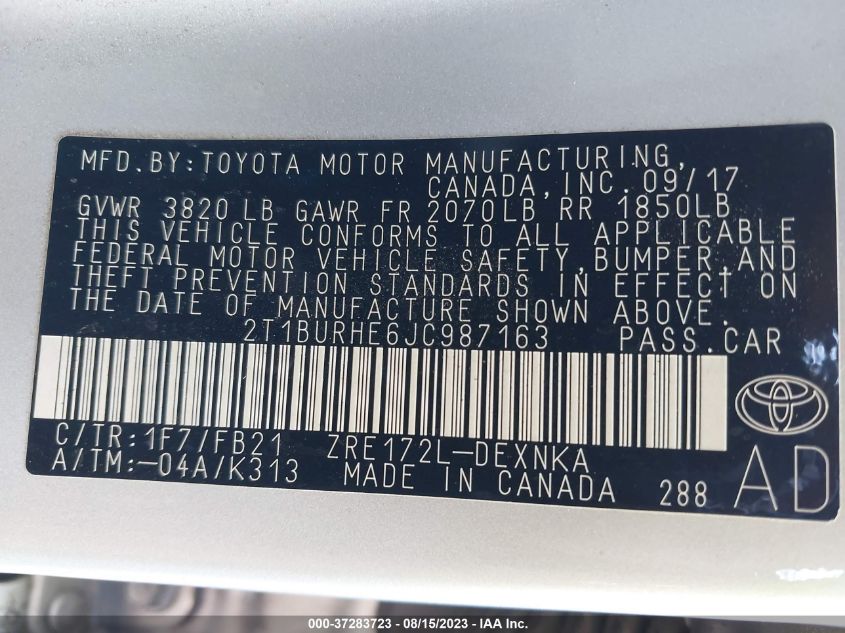 MFD.BY:TOYOTA MOTOR MANUFACTURING,
CANADA,INC. 09/17
GVWR 3820 LB GAWR FR 2070LB RR 1850LB
THIS VEHICLE CONFORMS TO ALL APPLICABLE
FEDERAL MOTOR VEHICLE SAFETY,BUMPER,AND
THEFT PREVENTION STANDARDS IN EFFECT ON
THE DATE OF MANUFACTURE SHOWN ABOVE.
2T1BURHE6JC987163 PASS.CAR
C/TR:1F7/FB21 ZRE172L-DEXNKA
A/TM:-04A/K313 MADE IN CANADA 288 AD
000-37283723 - 08/15/2023 - IAA Inc.